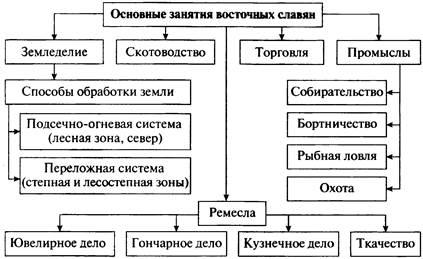 Основные занятия восточных славян
Земледелие
Скотоводство
Торговля
Промыслы
Способы обработки земли
Подсечно-огневая система
(лесная зона, север)
Переложная система
(степная и лесостепная зоны)
Собирательство
Бортничество
Рыбная ловля
Охота
Ремесла
Ювелирное дело
Гончарное дело
Кузнечное дело
Ткачество